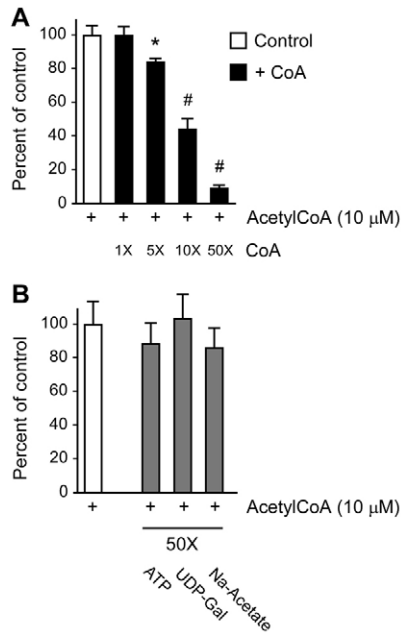 A
Percent of control
100
80
60
40
20
0
*
#
#
Control
+ CoA
+ + + + + AcetylCoA (10 μM)
1X 5X 10X 50X CoA
B
Percent of control
100
80
60
40
20
0
+ + + + AcetylCoA (10 μM)
50X
ATP
UDP-Gal
Na-Acetate